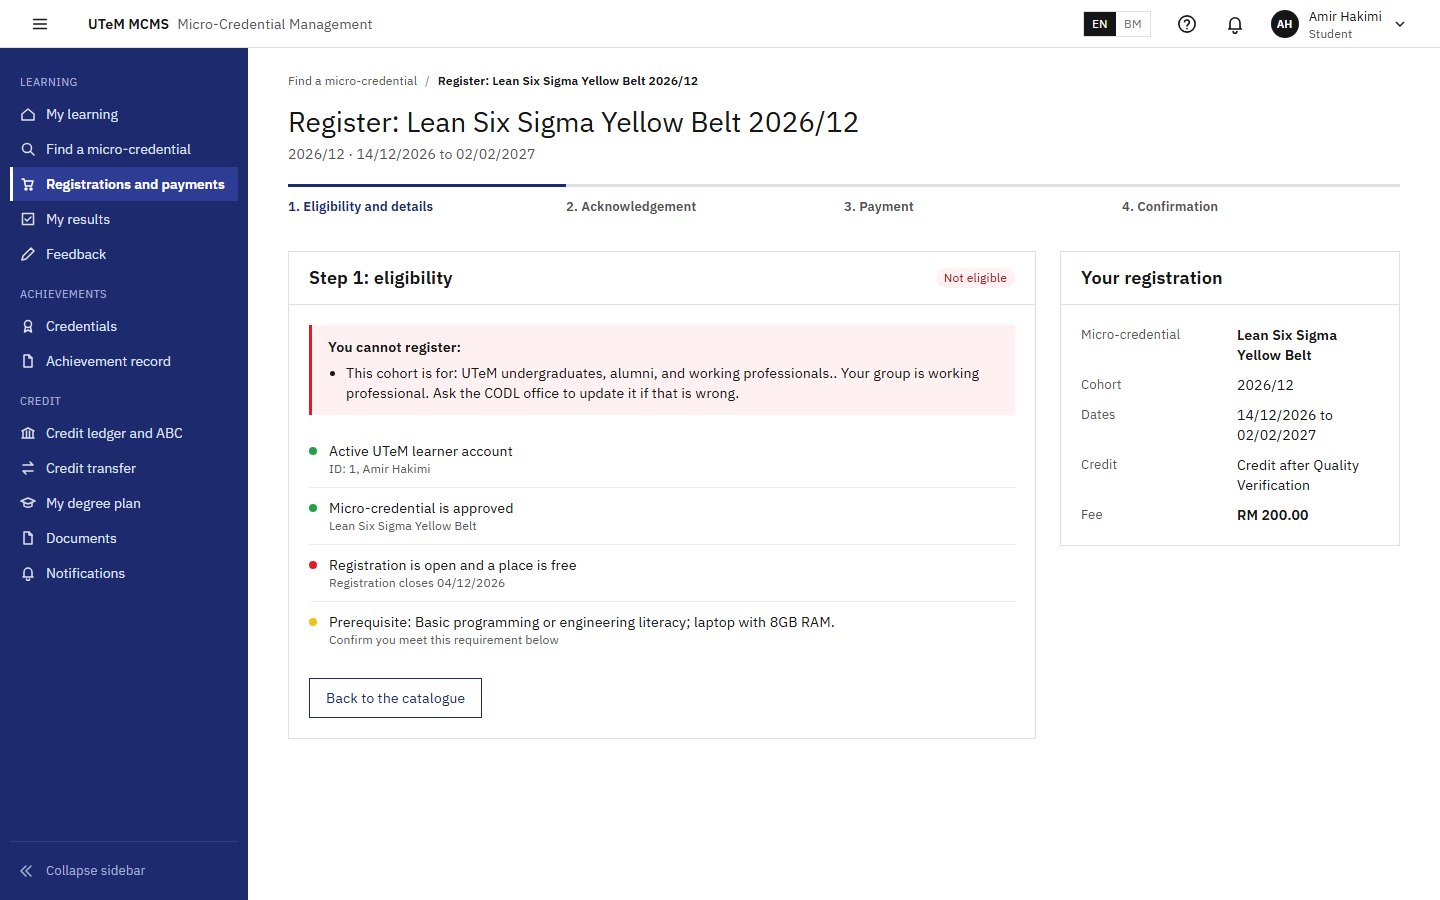 UTeM MCMS Micro-Credential Management
EN BM
AH
Amir Hakimi
Student
LEARNING
My learning
Find a micro-credential
Registrations and payments
My results
Feedback
ACHIEVEMENTS
Credentials
Achievement record
CREDIT
Credit ledger and ABC
Credit transfer
My degree plan
Documents
Notifications
Collapse sidebar
Find a micro-credential / Register: Lean Six Sigma Yellow Belt 2026/12
Register: Lean Six Sigma Yellow Belt 2026/12
2026/12 · 14/12/2026 to 02/02/2027
1. Eligibility and details
2. Acknowledgement
3. Payment
4. Confirmation
Step 1: eligibility
Not eligible
You cannot register:
• This cohort is for: UTeM undergraduates, alumni, and working professionals.. Your group is working
professional. Ask the CODL office to update it if that is wrong.
Active UTeM learner account
ID: 1, Amir Hakimi
Micro-credential is approved
Lean Six Sigma Yellow Belt
Registration is open and a place is free
Registration closes 04/12/2026
Prerequisite: Basic programming or engineering literacy; laptop with 8GB RAM.
Confirm you meet this requirement below
Back to the catalogue
Your registration
Micro-credential Lean Six Sigma
Yellow Belt
Cohort 2026/12
Dates 14/12/2026 to
02/02/2027
Credit Credit after Quality
Verification
Fee RM 200.00